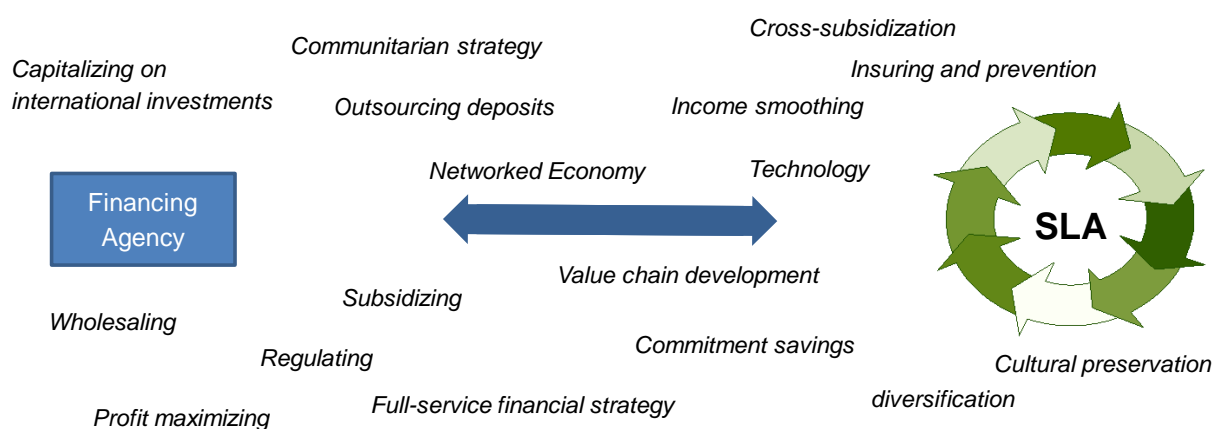 Cross-subsidization
Communitarian strategy
Capitalizing on
international investments
Insuring and prevention
Outsourcing deposits
Income smoothing
Networked Economy
Technology
Financing
Agency
SLA
Value chain development
Subsidizing
Wholesaling
Regulating
Commitment savings
Cultural preservation
Profit maximizing
Full-service financial strategy
diversification